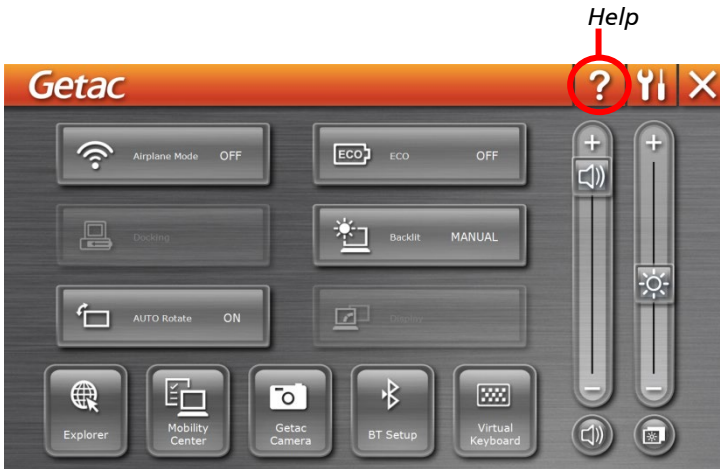 Help
Getac
?
Airplane Mode OFF
ECO ECO OFF
Docking
Backlit MANUAL
AUTO Rotate ON
Display
Explorer
Mobility
Center
Getac
Camera
BT Setup
Virtual
Keyboard